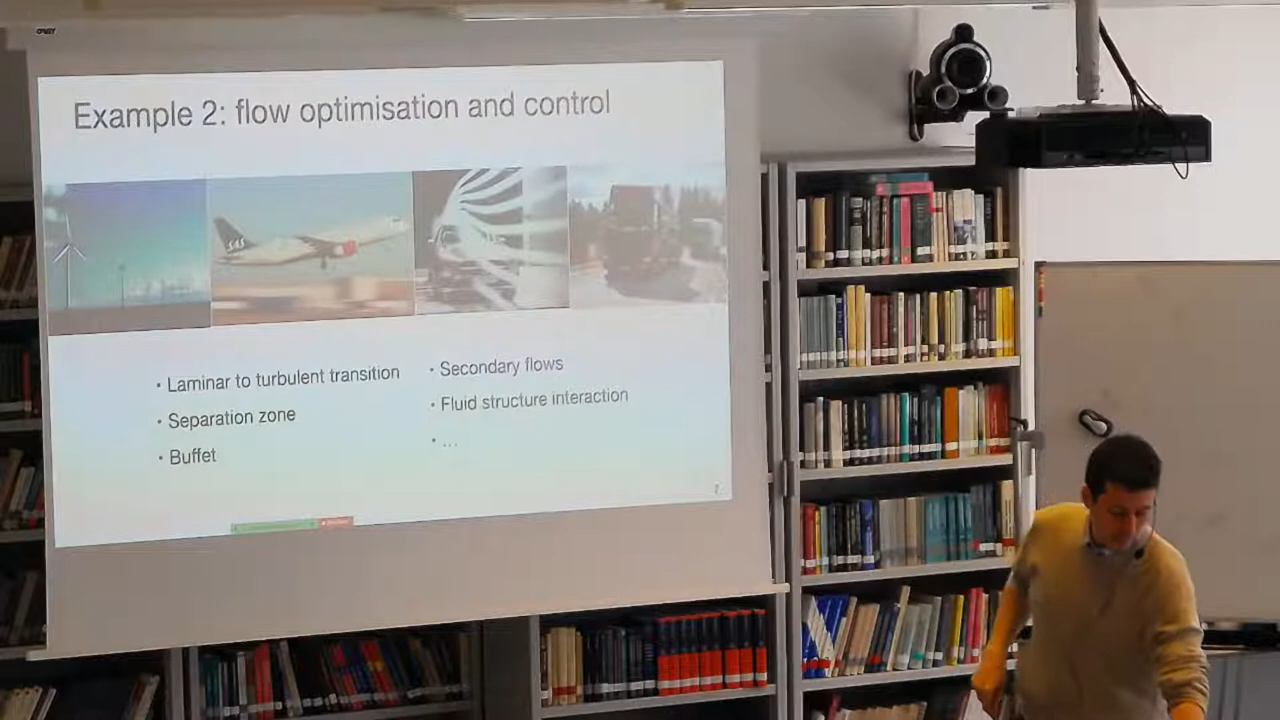 Example 2: flow optimisation and control
SAS
• Laminar to turbulent transition
• Separation zone
• Buffet
• Secondary flows
• Fluid structure interaction
• ...
7